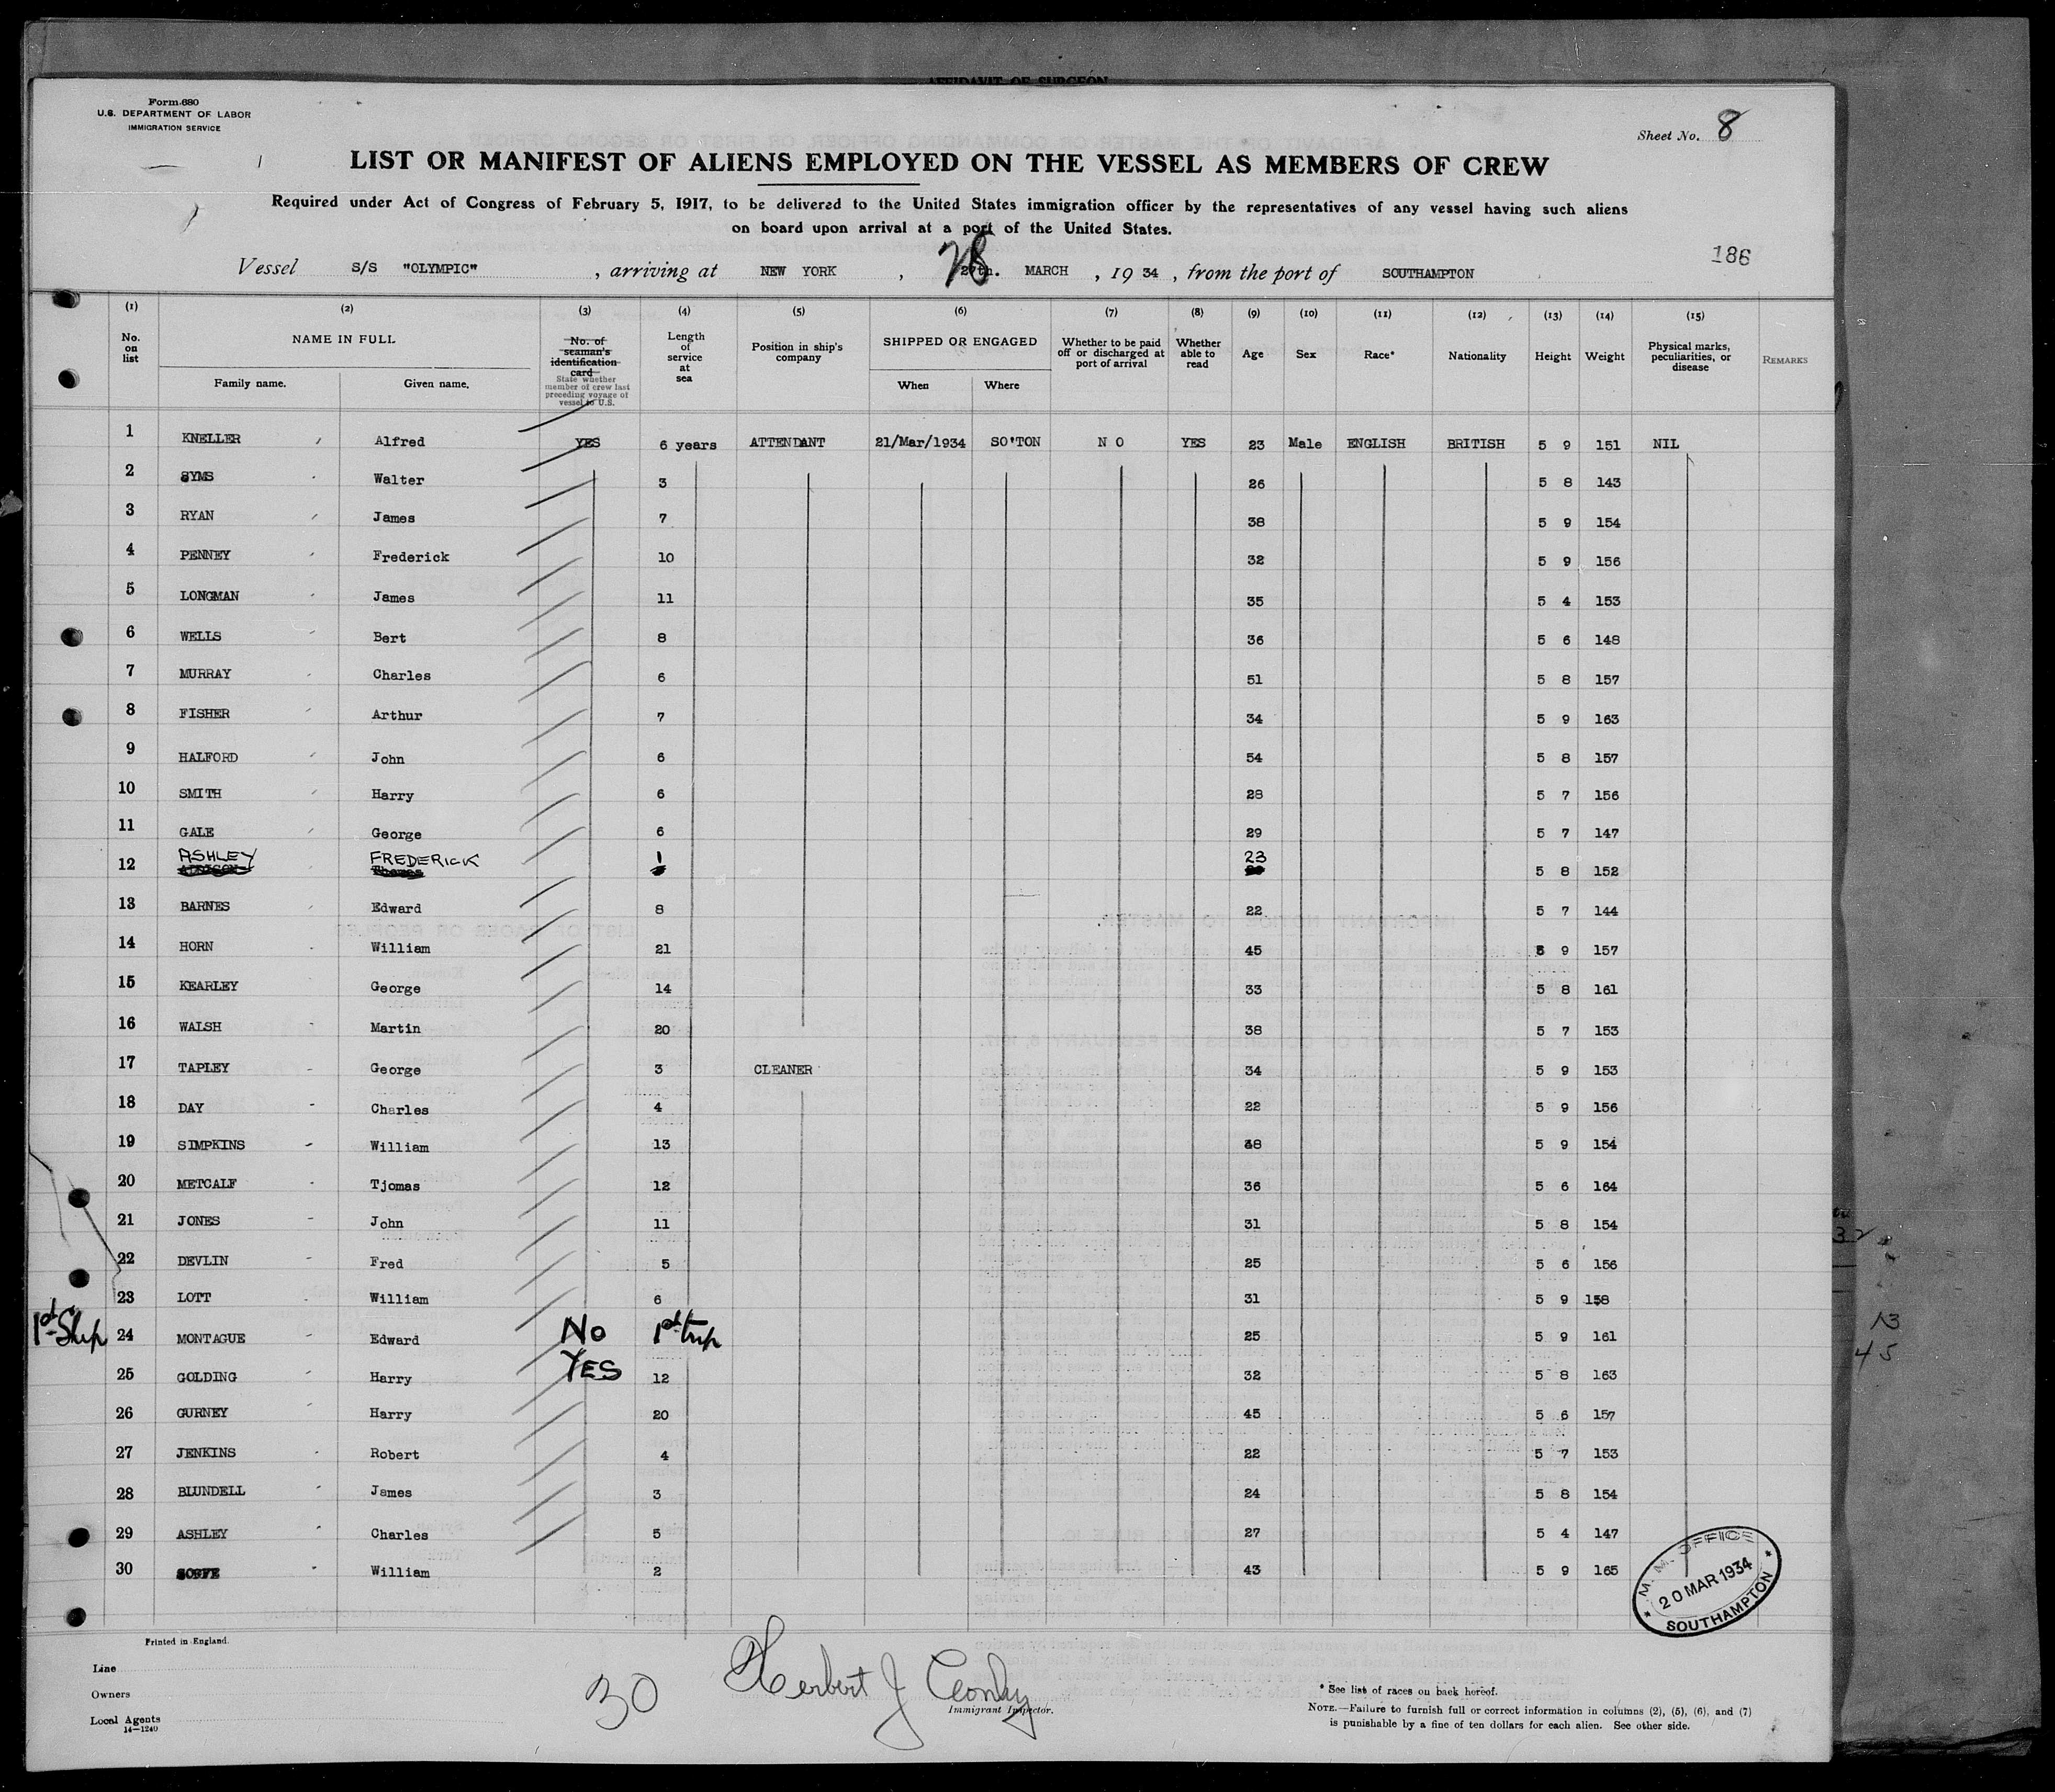 AFFIDAVIT OF SURGEON
Form 680
U.S. DEPARTMENT OF LABOR
IMMIGRATION SERVICE
Sheet No. 8
LIST OR MANIFEST OF ALIENS EMPLOYED ON THE VESSEL AS MEMBERS OF CREW
Required under Act of Congress of February 5, 1917, to be delivered to the United States immigration officer by the representatives of any vessel having such aliens
on board upon arrival at a port of the United States.
186
Vessel S/S "OLYMPIC", arriving at NEW YORK, 28 27th. MARCH, 19 34, from the port of SOUTHAMPTON
(1) (2) (3) (4) (5) (6) (7) (8) (9) (10) (11) (12) (13) (14) (15)
No. on list
NAME IN FULL
Family name. Given name.
No. of seaman's identification card
State whether member of crew last preceding voyage of vessel to U.S.
Length of service at sea
Position in ship's company
SHIPPED OR ENGAGED
When Where
Whether to be paid off or discharged at port of arrival
Whether able to read
Age Sex Race* Nationality Height Weight
Physical marks, peculiarities, or disease
REMARKS
1 KNELLER Alfred YES 6 years ATTENDANT 21/Mar/1934 SO'TON N O YES 23 Male ENGLISH BRITISH 5 9 151 NIL
2 SYMS Walter 3 26 5 8 143
3 RYAN James 7 38 5 9 154
4 PENNEY Frederick 10 32 5 9 156
5 LONGMAN James 11 35 5 4 153
6 WELLS Bert 8 36 5 6 148
7 MURRAY Charles 6 51 5 8 157
8 FISHER Arthur 7 34 5 9 163
9 HALFORD John 6 54 5 8 157
10 SMITH Harry 6 28 5 7 156
11 GALE George 6 29 5 7 147
12 ASHLEY FREDERICK 1 23 5 8 152
13 BARNES Edward 8 22 5 7 144
14 HORN William 21 45 5 9 157
15 KEARLEY George 14 33 5 8 161
16 WALSH Martin 20 38 5 7 153
17 TAPLEY George 3 CLEANER 34 5 9 153
18 DAY Charles 4 22 5 9 156
19 SIMPKINS William 13 38 5 9 154
20 METCALF Tjomas 12 36 5 6 164
21 JONES John 11 31 5 8 154
22 DEVLIN Fred 5 25 5 6 156
23 LOTT William 6 31 5 9 158
1st Ship 24 MONTAGUE Edward No 1st trip 25 5 9 161
25 GOLDING Harry YES 12 32 5 8 163
26 GURNEY Harry 20 45 5 6 157
27 JENKINS Robert 4 22 5 7 153
28 BLUNDELL James 3 24 5 8 154
29 ASHLEY Charles 5 27 5 4 147
30 William 2 43 5 9 165
M. M. OFFICE
20 MAR 1934
SOUTHAMPTON
Printed in England.
Line
Owners
Local Agents
14—1240
30
Herbert J
Immigrant Inspector.
* See list of races on back hereof.
NOTE.—Failure to furnish full or correct information in columns (2), (5), (6), and (7)
is punishable by a fine of ten dollars for each alien. See other side.
32
13
45